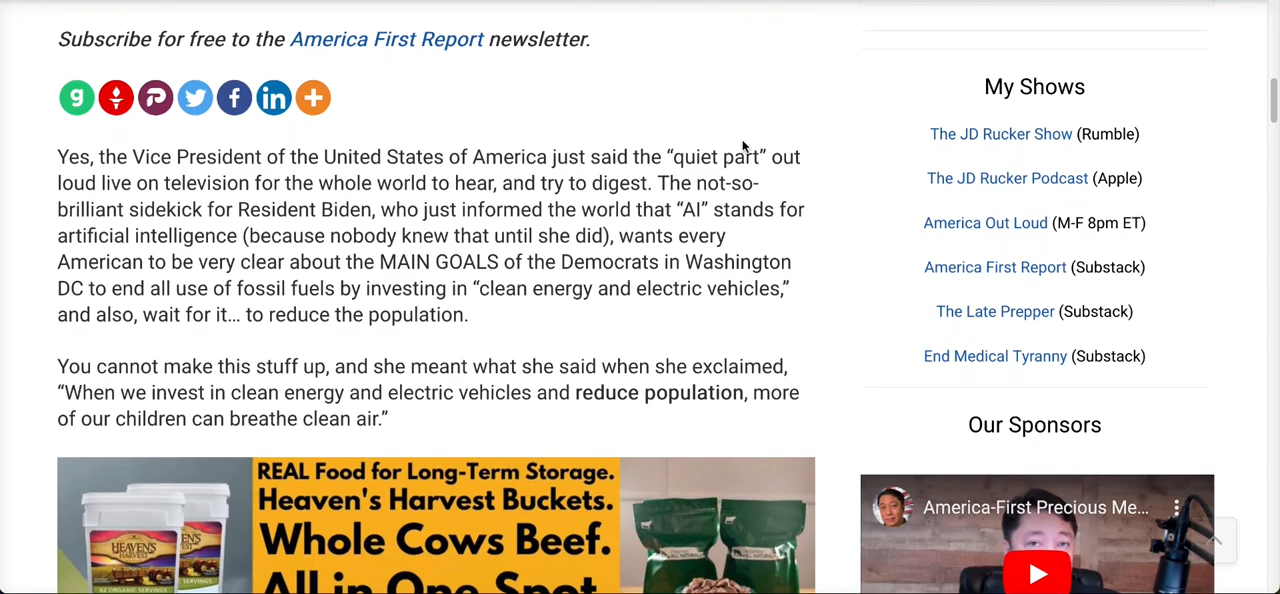 Subscribe for free to the America First Report newsletter.
Yes, the Vice President of the United States of America just said the “quiet part” out
loud live on television for the whole world to hear, and try to digest. The not-so-
brilliant sidekick for Resident Biden, who just informed the world that “AI” stands for
artificial intelligence (because nobody knew that until she did), wants every
American to be very clear about the MAIN GOALS of the Democrats in Washington
DC to end all use of fossil fuels by investing in “clean energy and electric vehicles,”
and also, wait for it… to reduce the population.
You cannot make this stuff up, and she meant what she said when she exclaimed,
“When we invest in clean energy and electric vehicles and reduce population, more
of our children can breathe clean air.”
REAL Food for Long-Term Storage.
Heaven's Harvest Buckets.
Whole Cows Beef.
All in One Spot
HEAVEN'S
HARVEST
My Shows
The JD Rucker Show (Rumble)
The JD Rucker Podcast (Apple)
America Out Loud (M-F 8pm ET)
America First Report (Substack)
The Late Prepper (Substack)
End Medical Tyranny (Substack)
Our Sponsors
America-First Precious Me...